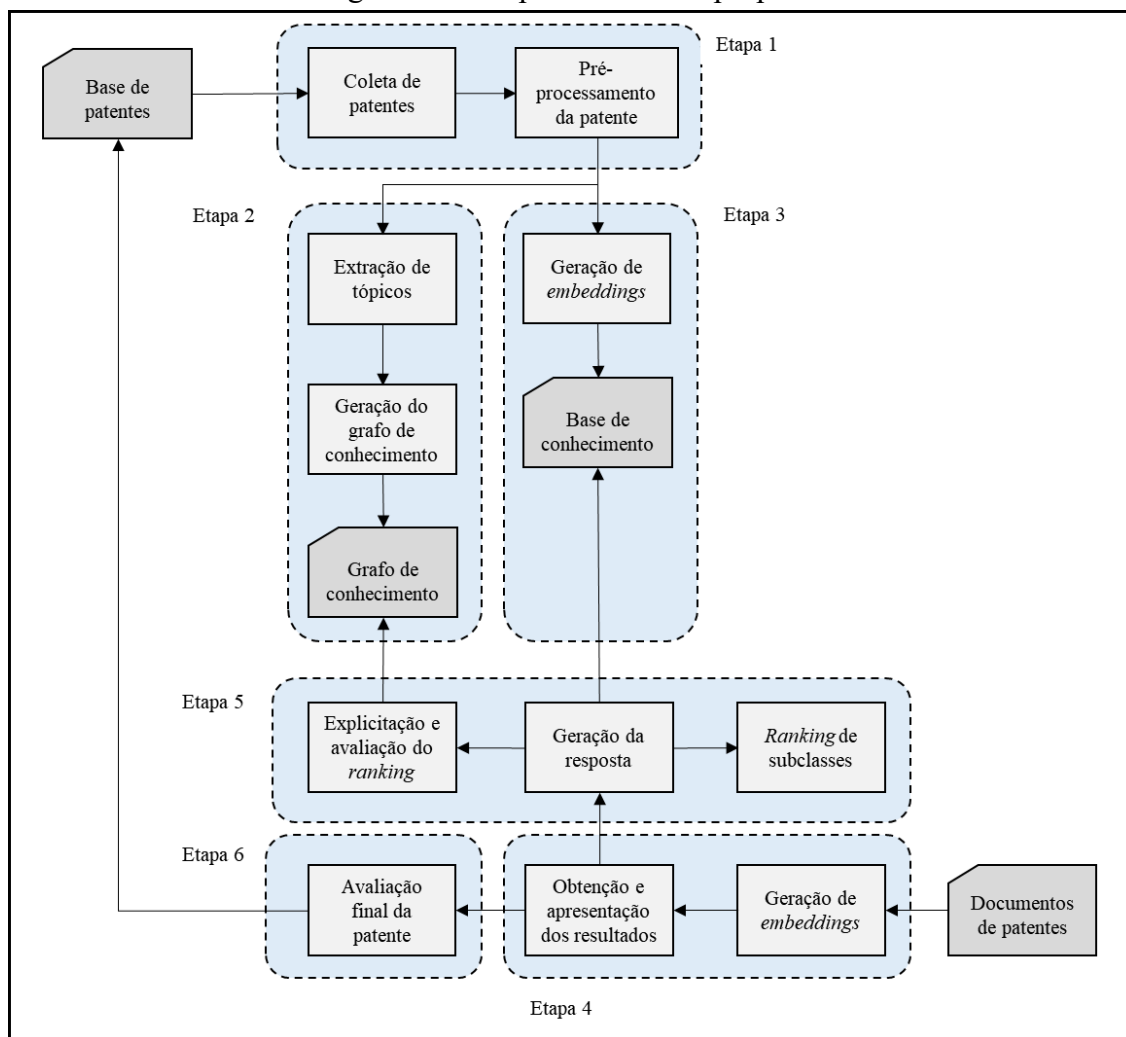 Etapa 1
Base de
patentes
Coleta de
patentes
Pré-
processamento
da patente
Etapa 2
Etapa 3
Extração de
tópicos
Geração de
embeddings
Geração do
grafo de
conhecimento
Base de
conhecimento
Grafo de
conhecimento
Etapa 5
Explicitação e
avaliação do
ranking
Geração da
resposta
Ranking de
subclasses
Etapa 6
Avaliação
final da
patente
Obtenção e
apresentação
dos resultados
Geração de
embeddings
Documentos
de patentes
Etapa 4